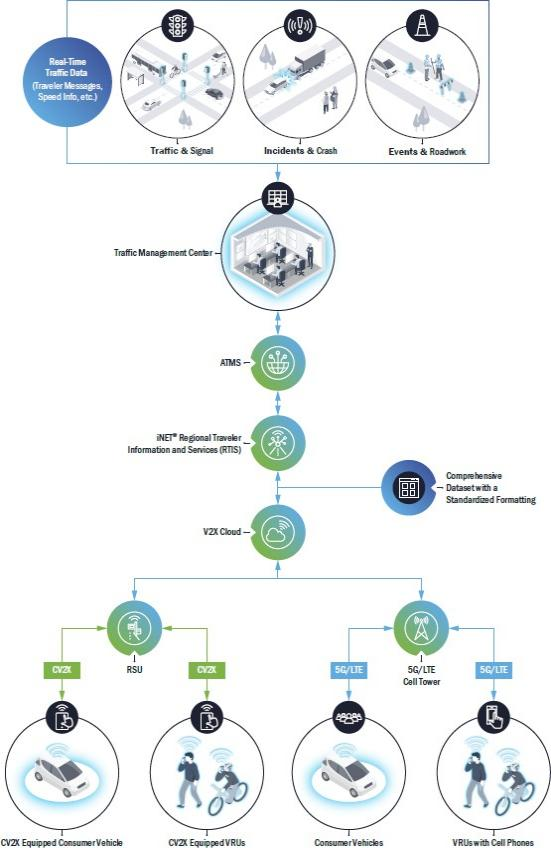 Real-Time
Traffic Data
(Traveler Messages,
Speed Info, etc.)
Traffic & Signal
Incidents & Crash
Events & Roadwork
Traffic Management Center
ATMS
iNET® Regional Traveler
Information and Services (RTIS)
Comprehensive
Dataset with a
Standardized Formatting
V2X Cloud
RSU
5G/LTE
Cell Tower
CV2X
CV2X
5G/LTE
5G/LTE
CV2X Equipped Consumer Vehicle
CV2X Equipped VRUs
Consumer Vehicles
VRUs with Cell Phones